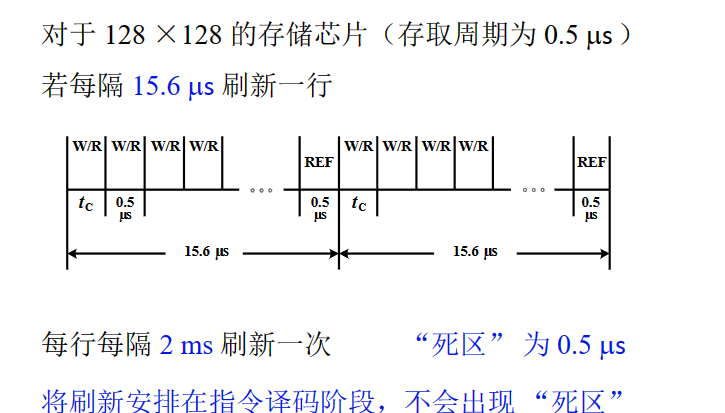 对于 128 ×128 的存储芯片（存取周期为 0.5 μs）
若每隔 15.6 μs 刷新一行
W/R W/R W/R W/R REF W/R W/R W/R W/R REF
tC 0.5 μs 0.5 μs tC 0.5 μs
15.6 μs 15.6 μs
每行每隔 2 ms 刷新一次 “死区” 为 0.5 μs
将刷新安排在指令译码阶段，不会出现 “死区”